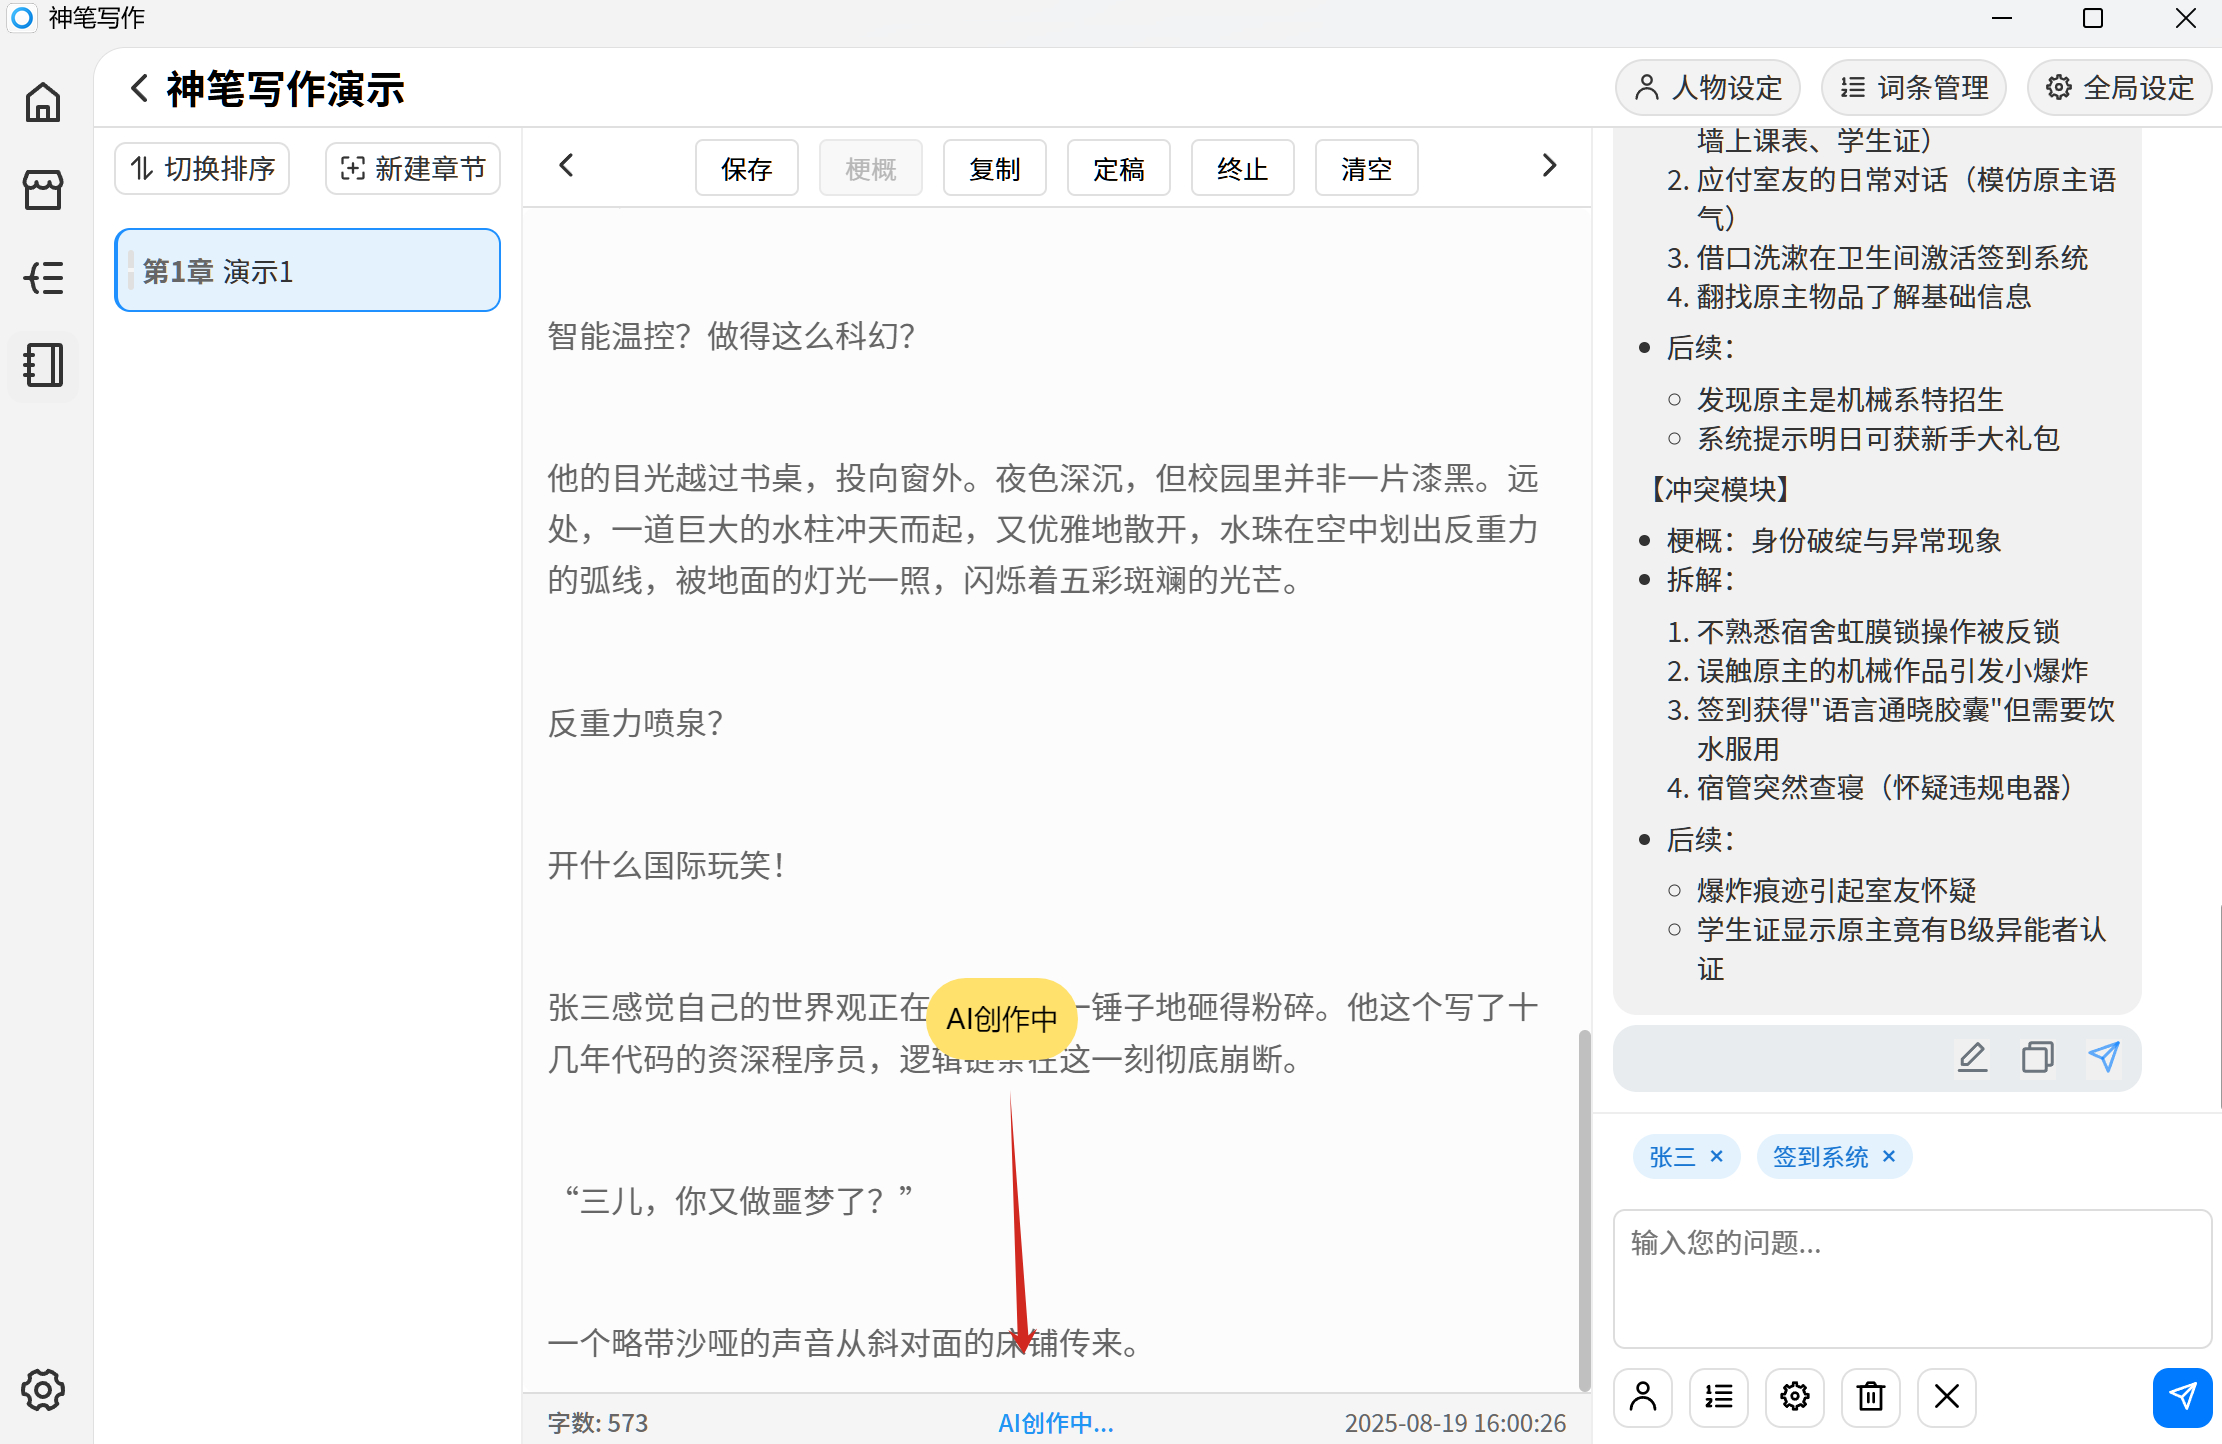 神笔写作
神笔写作演示
人物设定
词条管理
全局设定
切换排序
新建章节
第1章 演示1
保存
梗概
复制
定稿
终止
清空
智能温控？做得这么科幻？
他的目光越过书桌，投向窗外。夜色深沉，但校园里并非一片漆黑。远
处，一道巨大的水柱冲天而起，又优雅地散开，水珠在空中划出反重力
的弧线，被地面的灯光一照，闪烁着五彩斑斓的光芒。
反重力喷泉？
开什么国际玩笑！
张三感觉自己的世界观正在
一锤子地砸得粉碎。他这个写了十
AI创作中
几年代码的资深程序员，逻辑链条在这一刻彻底崩断。
“三儿，你又做噩梦了？”
一个略带沙哑的声音从斜对面的床铺传来。
字数: 573
AI创作中...
2025-08-19 16:00:26
墙上课表、学生证）
2. 应付室友的日常对话（模仿原主语
气）
3. 借口洗漱在卫生间激活签到系统
4. 翻找原主物品了解基础信息
• 后续：
○ 发现原主是机械系特招生
○ 系统提示明日可获新手大礼包
【冲突模块】
• 梗概：身份破绽与异常现象
• 拆解：
1. 不熟悉宿舍虹膜锁操作被反锁
2. 误触原主的机械作品引发小爆炸
3. 签到获得"语言通晓胶囊"但需要饮
水服用
4. 宿管突然查寝（怀疑违规电器）
• 后续：
○ 爆炸痕迹引起室友怀疑
○ 学生证显示原主竟有B级异能者认
证
张三 ×
签到系统 ×
输入您的问题...